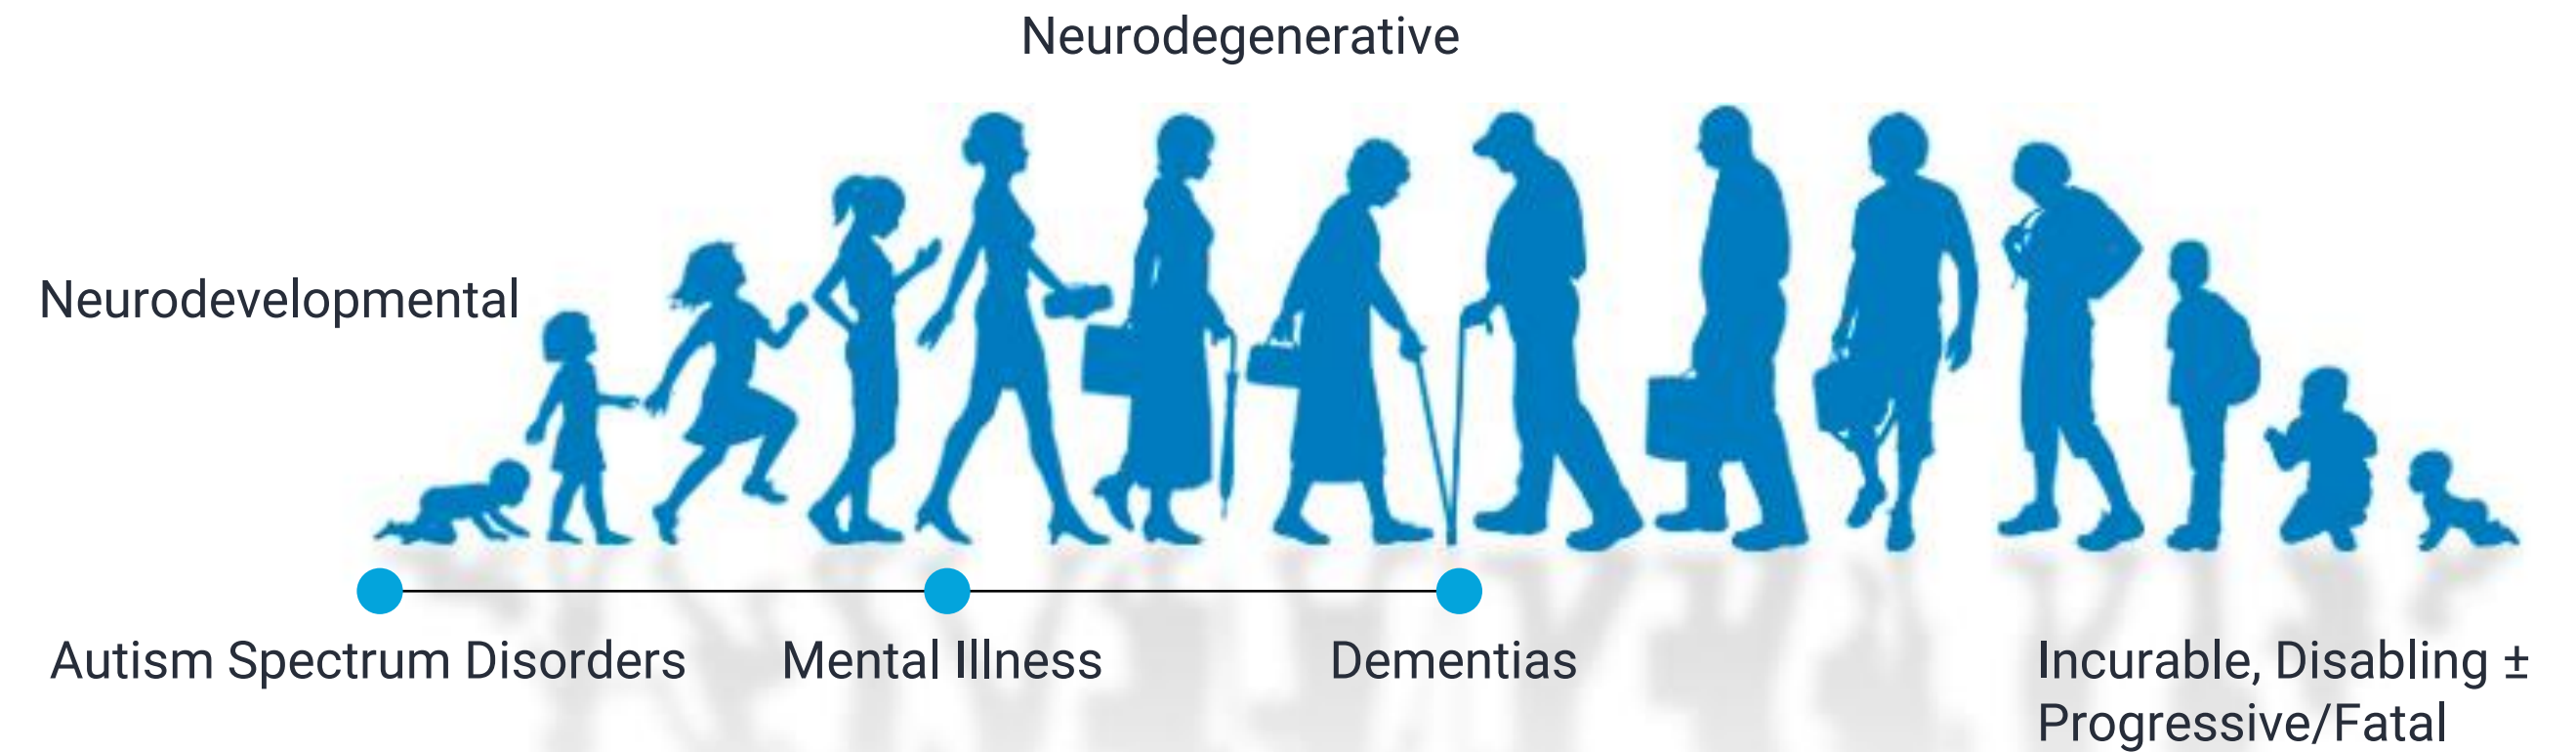 Neurodegenerative
Neurodevelopmental
Autism Spectrum Disorders
Mental Illness
Dementias
Incurable, Disabling ±
Progressive/Fatal